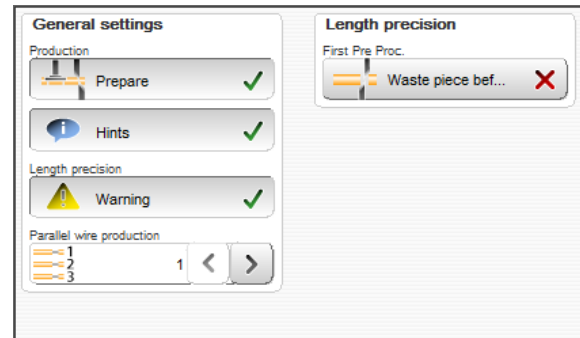 General settings
Production
Prepare
Hints
Length precision
Warning
Parallel wire production
1
2
3
1
Length precision
First Pre Proc.
Waste piece bef...